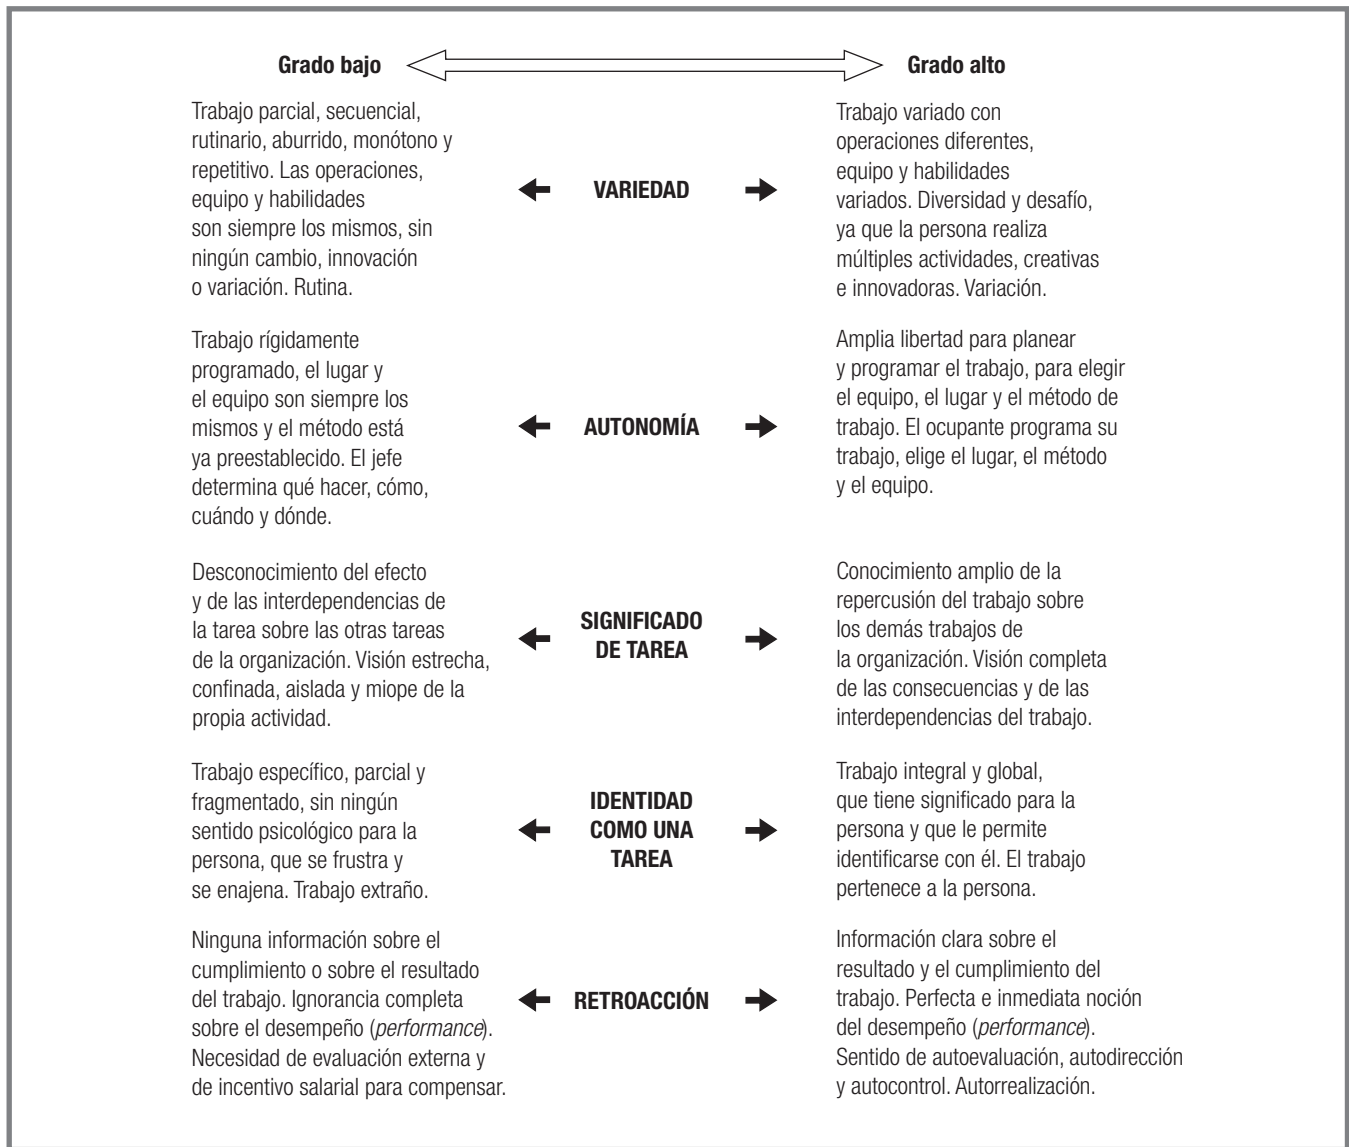 Grado bajo
Grado alto
Trabajo parcial, secuencial,
rutinario, aburrido, monótono y
repetitivo. Las operaciones,
equipo y habilidades
son siempre los mismos, sin
ningún cambio, innovación
o variación. Rutina.
VARIEDAD
Trabajo variado con
operaciones diferentes,
equipo y habilidades
variados. Diversidad y desafío,
ya que la persona realiza
múltiples actividades, creativas
e innovadoras. Variación.
Trabajo rígidamente
programado, el lugar y
el equipo son siempre los
mismos y el método está
ya preestablecido. El jefe
determina qué hacer, cómo,
cuándo y dónde.
AUTONOMÍA
Amplia libertad para planear
y programar el trabajo, para elegir
el equipo, el lugar y el método de
trabajo. El ocupante programa su
trabajo, elige el lugar, el método
y el equipo.
Desconocimiento del efecto
y de las interdependencias de
la tarea sobre las otras tareas
de la organización. Visión estrecha,
confinada, aislada y miope de la
propia actividad.
SIGNIFICADO
DE TAREA
Conocimiento amplio de la
repercusión del trabajo sobre
los demás trabajos de
la organización. Visión completa
de las consecuencias y de las
interdependencias del trabajo.
Trabajo específico, parcial y
fragmentado, sin ningún
sentido psicológico para la
persona, que se frustra y
se enajena. Trabajo extraño.
IDENTIDAD
COMO UNA
TAREA
Trabajo integral y global,
que tiene significado para la
persona y que le permite
identificarse con él. El trabajo
pertenece a la persona.
Ninguna información sobre el
cumplimiento o sobre el resultado
del trabajo. Ignorancia completa
sobre el desempeño (performance).
Necesidad de evaluación externa y
de incentivo salarial para compensar.
RETROACCIÓN
Información clara sobre el
resultado y el cumplimiento del
trabajo. Perfecta e inmediata noción
del desempeño (performance).
Sentido de autoevaluación, autodirección
y autocontrol. Autorrealización.